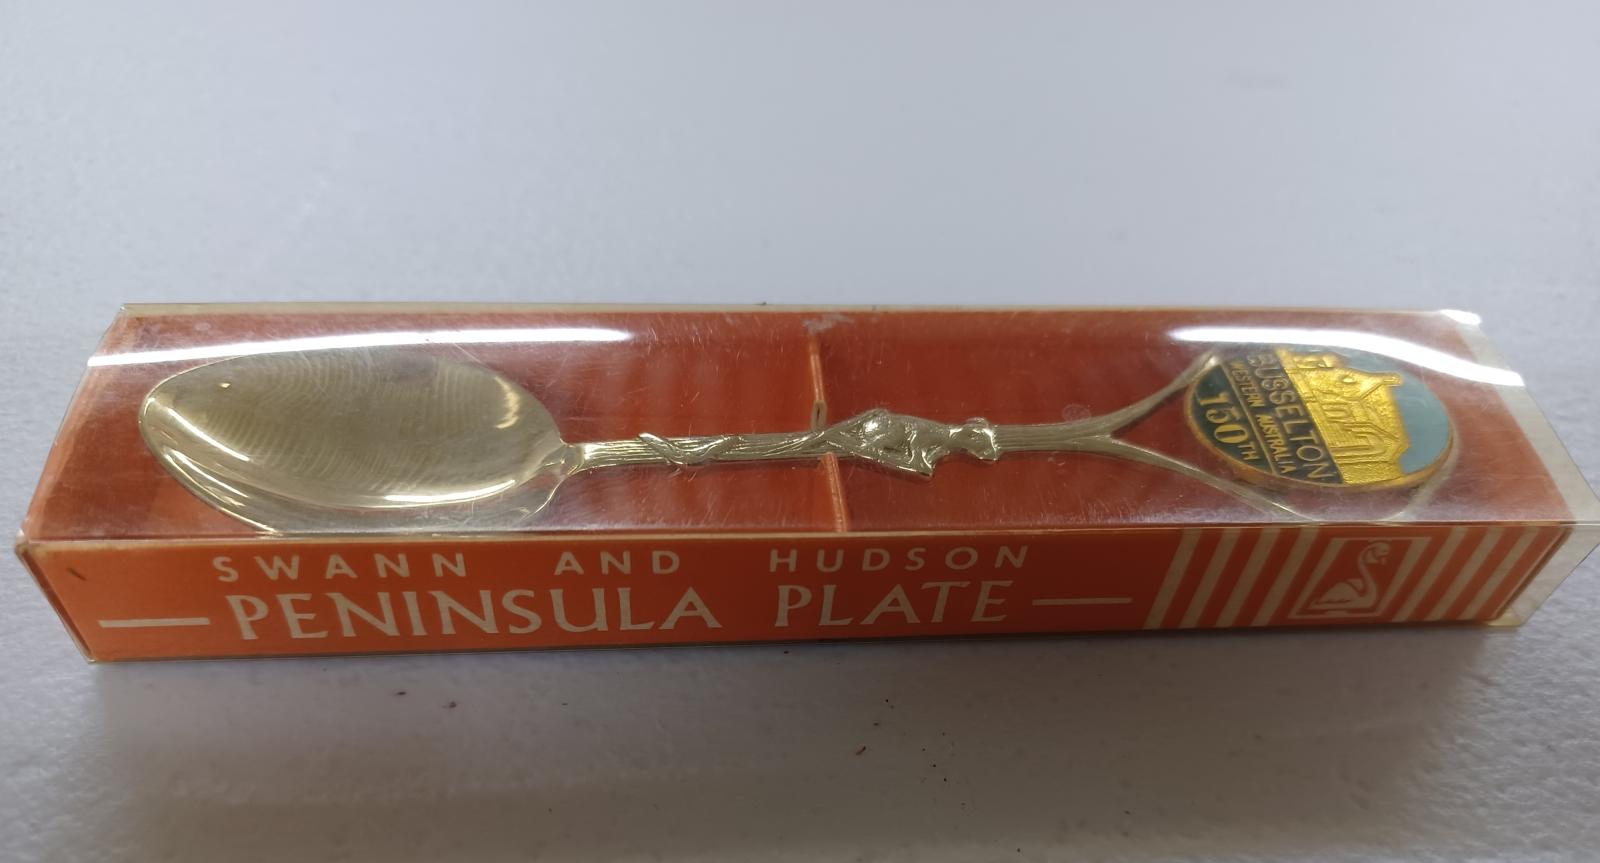 BUSSELTON
WESTERN AUSTRALIA
150TH
SWANN AND HUDSON
PENINSULA PLATE